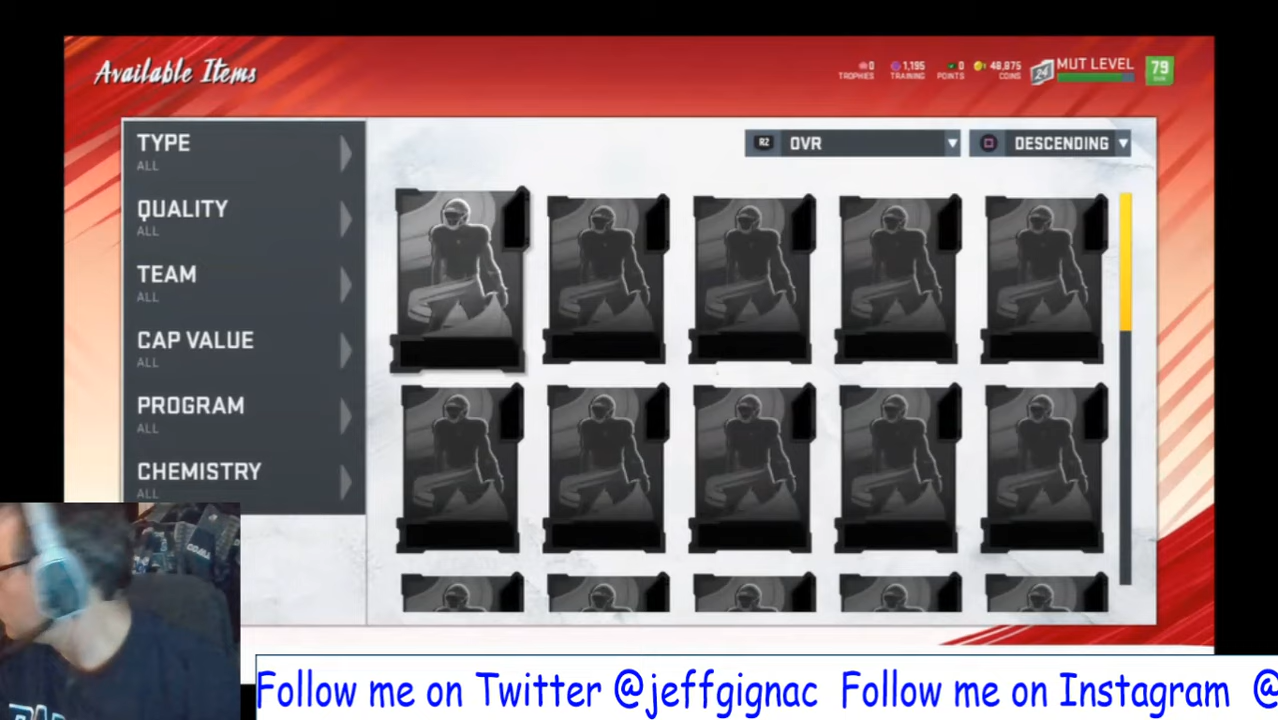 Available Items
0 TROPHIES
1,195 TRAINING
0 POINTS
48,875 COINS
24
MUT LEVEL
79 OVR
TYPE
ALL
QUALITY
ALL
TEAM
ALL
CAP VALUE
ALL
PROGRAM
ALL
CHEMISTRY
ALL
R2 OVR
DESCENDING
Follow me on Twitter @jeffgignac Follow me on Instagram @